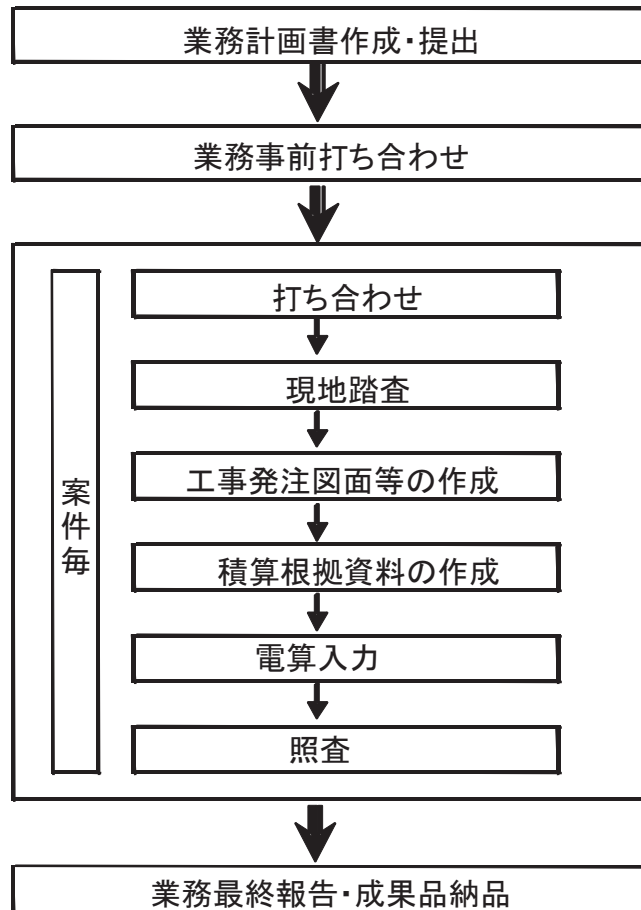 業務計画書作成・提出
業務事前打ち合わせ
案件毎
打ち合わせ
現地踏査
工事発注図面等の作成
積算根拠資料の作成
電算入力
照査
業務最終報告・成果品納品